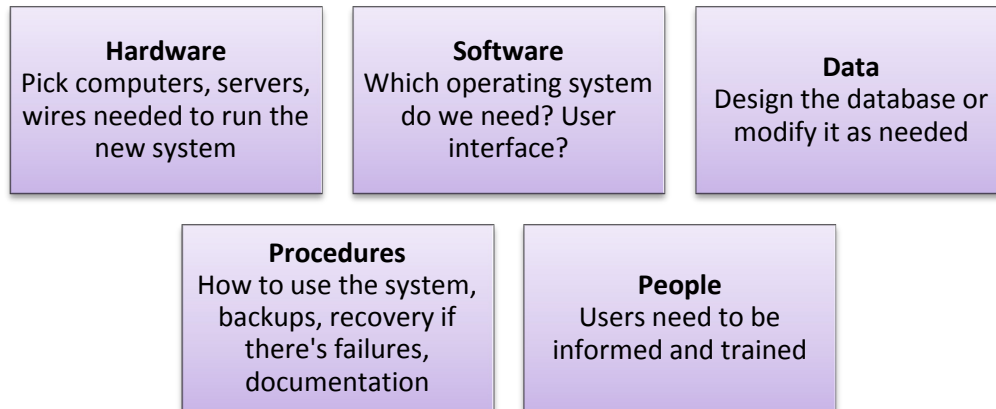 Hardware
Pick computers, servers,
wires needed to run the
new system
Software
Which operating system
do we need? User
interface?
Data
Design the database or
modify it as needed
Procedures
How to use the system,
backups, recovery if
there's failures,
documentation
People
Users need to be
informed and trained